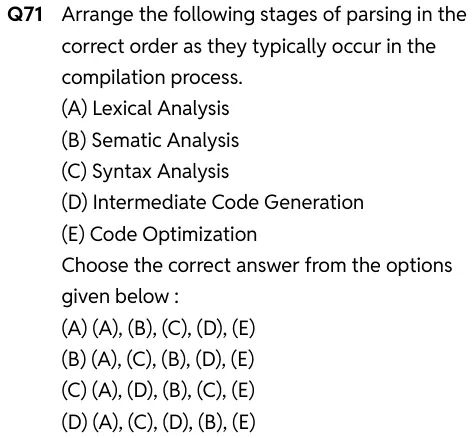 Q71 Arrange the following stages of parsing in the
correct order as they typically occur in the
compilation process.
(A) Lexical Analysis
(B) Sematic Analysis
(C) Syntax Analysis
(D) Intermediate Code Generation
(E) Code Optimization
Choose the correct answer from the options
given below :
(A) (A), (B), (C), (D), (E)
(B) (A), (C), (B), (D), (E)
(C) (A), (D), (B), (C), (E)
(D) (A), (C), (D), (B), (E)